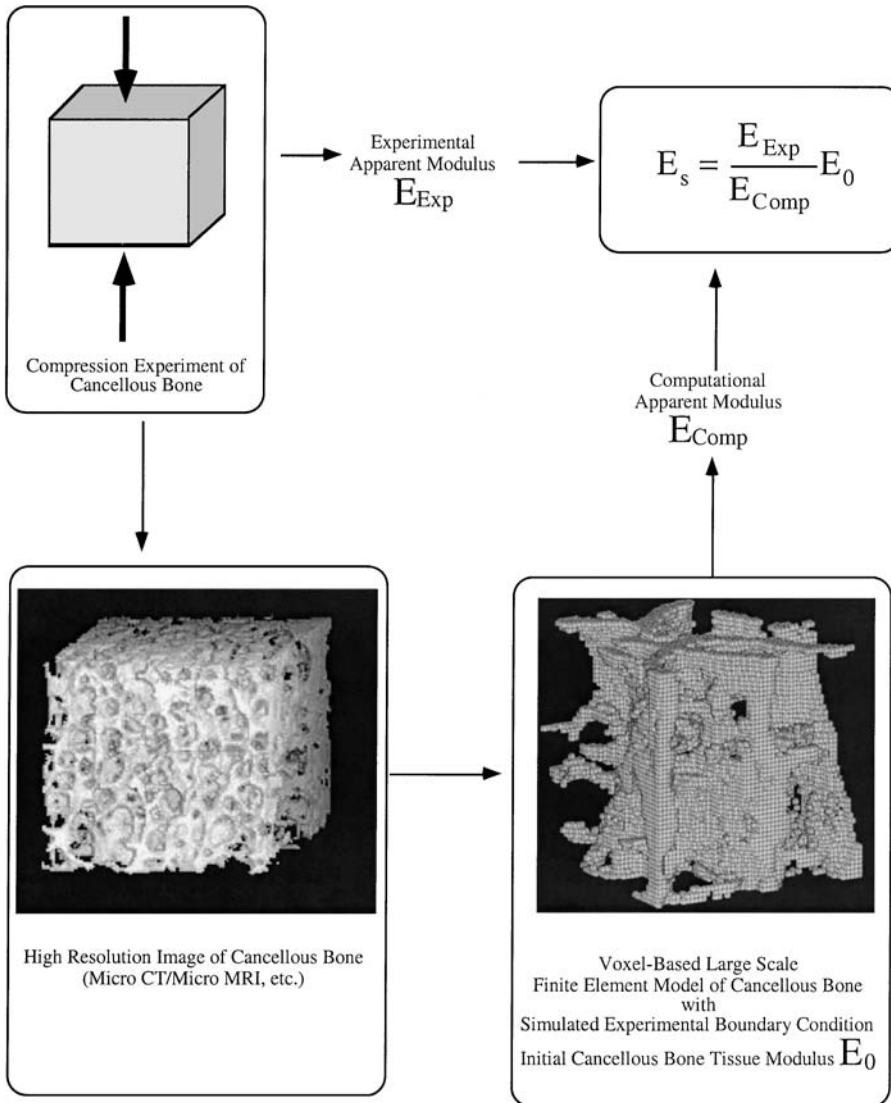 Compression Experiment of
Cancellous Bone
Experimental
Apparent Modulus
E_Exp
E_s = E_Exp / E_Comp E_0
Computational
Apparent Modulus
E_Comp
High Resolution Image of Cancellous Bone
(Micro CT/Micro MRI, etc.)
Voxel-Based Large Scale
Finite Element Model of Cancellous Bone
with
Simulated Experimental Boundary Condition
Initial Cancellous Bone Tissue Modulus E_0